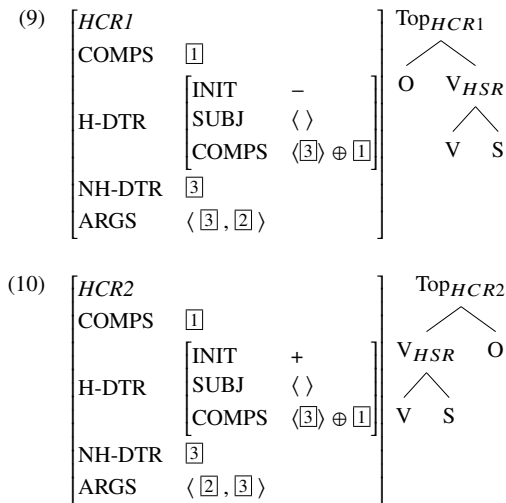 (9) HCR1 Top_HCR1
COMPS [1] O V_HSR
H-DTR [INIT −
SUBJ ⟨ ⟩ V S
COMPS ⟨[3]⟩ ⊕ [1]]
NH-DTR [3]
ARGS ⟨ [3] , [2] ⟩
(10) HCR2 Top_HCR2
COMPS [1] V_HSR O
H-DTR [INIT +
SUBJ ⟨ ⟩
COMPS ⟨[3]⟩ ⊕ [1]] V S
NH-DTR [3]
ARGS ⟨ [2] , [3] ⟩